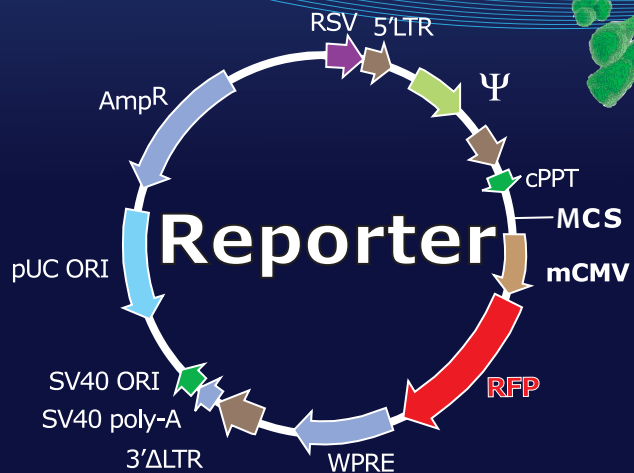 RSV 5'LTR
AmpR
Ψ
cPPT
MCS
Reporter
mCMV
pUC ORI
RFP
SV40 ORI
SV40 poly-A
3'ΔLTR
WPRE